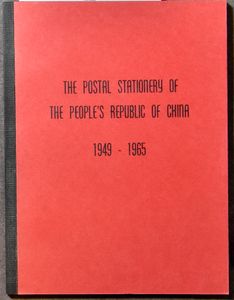 THE POSTAL STATIONERY OF
THE PEOPLE'S REPUBLIC OF CHINA
1949 - 1965